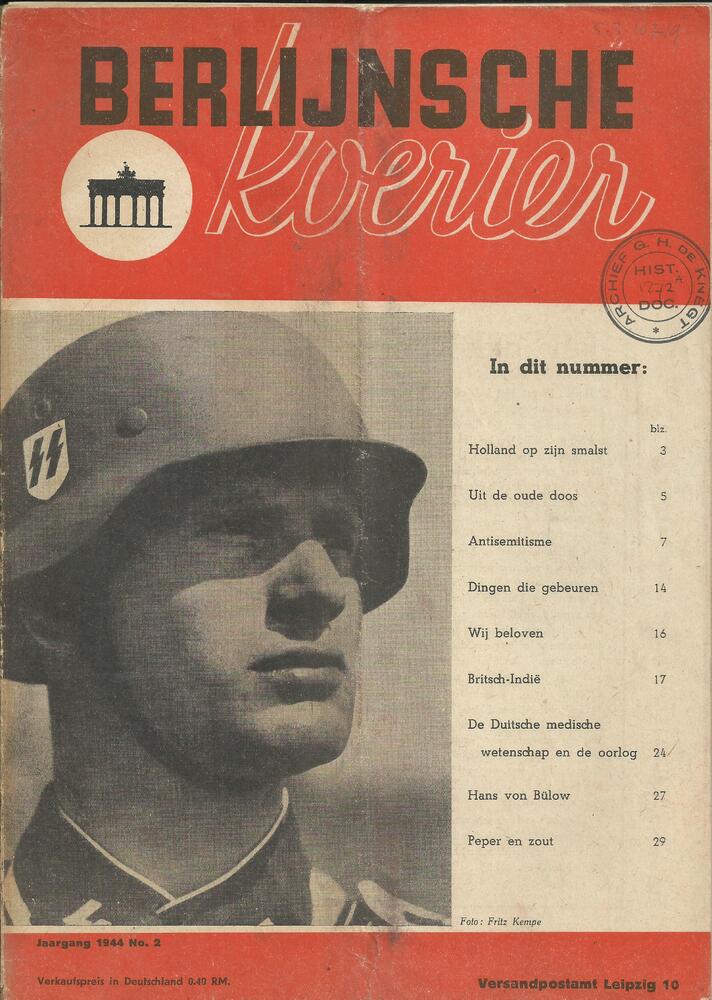 BERLIJNSCHE
Koerier
ARCHIEF G. H. DE KINEGT
HIST.
DOC.
*
In dit nummer:
blz.
Holland op zijn smalst 3
Uit de oude doos 5
Antisemitisme 7
Dingen die gebeuren 14
Wij beloven 16
Britsch-Indië 17
De Duitsche medische
wetenschap en de oorlog 24
Hans von Bülow 27
Peper en zout 29
Foto: Fritz Kempe
Jaargang 1944 No. 2
Verkaufspreis in Deutschland 0.40 RM.
Versandpostamt Leipzig 10